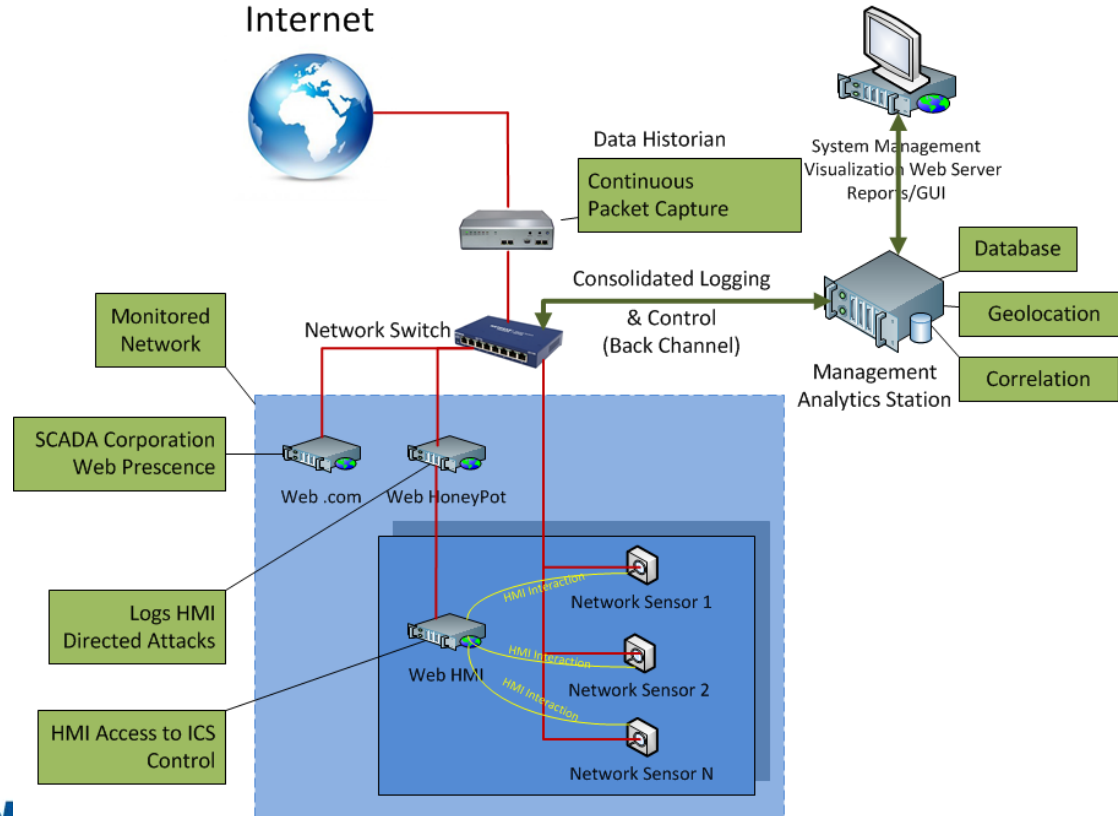 Internet
Data Historian
Continuous
Packet Capture
System Management
Visualization Web Server
Reports/GUI
Database
Geolocation
Correlation
Consolidated Logging
& Control
(Back Channel)
Management
Analytics Station
Monitored
Network
Network Switch
SCADA Corporation
Web Prescence
Web .com
Web HoneyPot
Logs HMI
Directed Attacks
HMI Access to ICS
Control
Web HMI
HMI Interaction
Network Sensor 1
HMI Interaction
Network Sensor 2
HMI Interaction
Network Sensor N